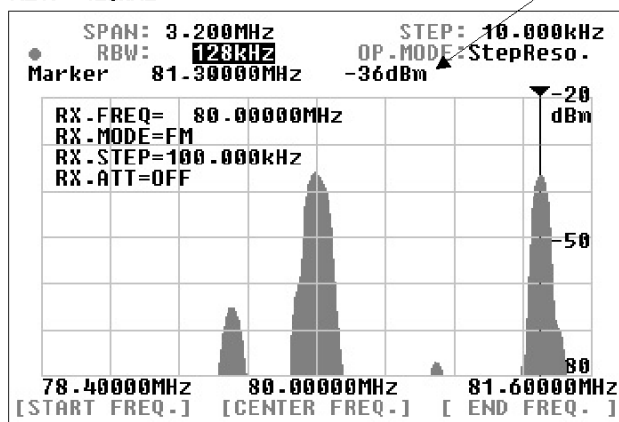 SPAN: 3.200MHz STEP: 10.000kHz
RBW: 128kHz OP.MODE:StepReso.
Marker 81.30000MHz -36dBm
-20
dBm
RX.FREQ= 80.00000MHz
RX.MODE=FM
RX.STEP=100.000kHz
RX.ATT=OFF
-50
80
78.40000MHz 80.00000MHz 81.60000MHz
[START FREQ.] [CENTER FREQ.] [ END FREQ. ]